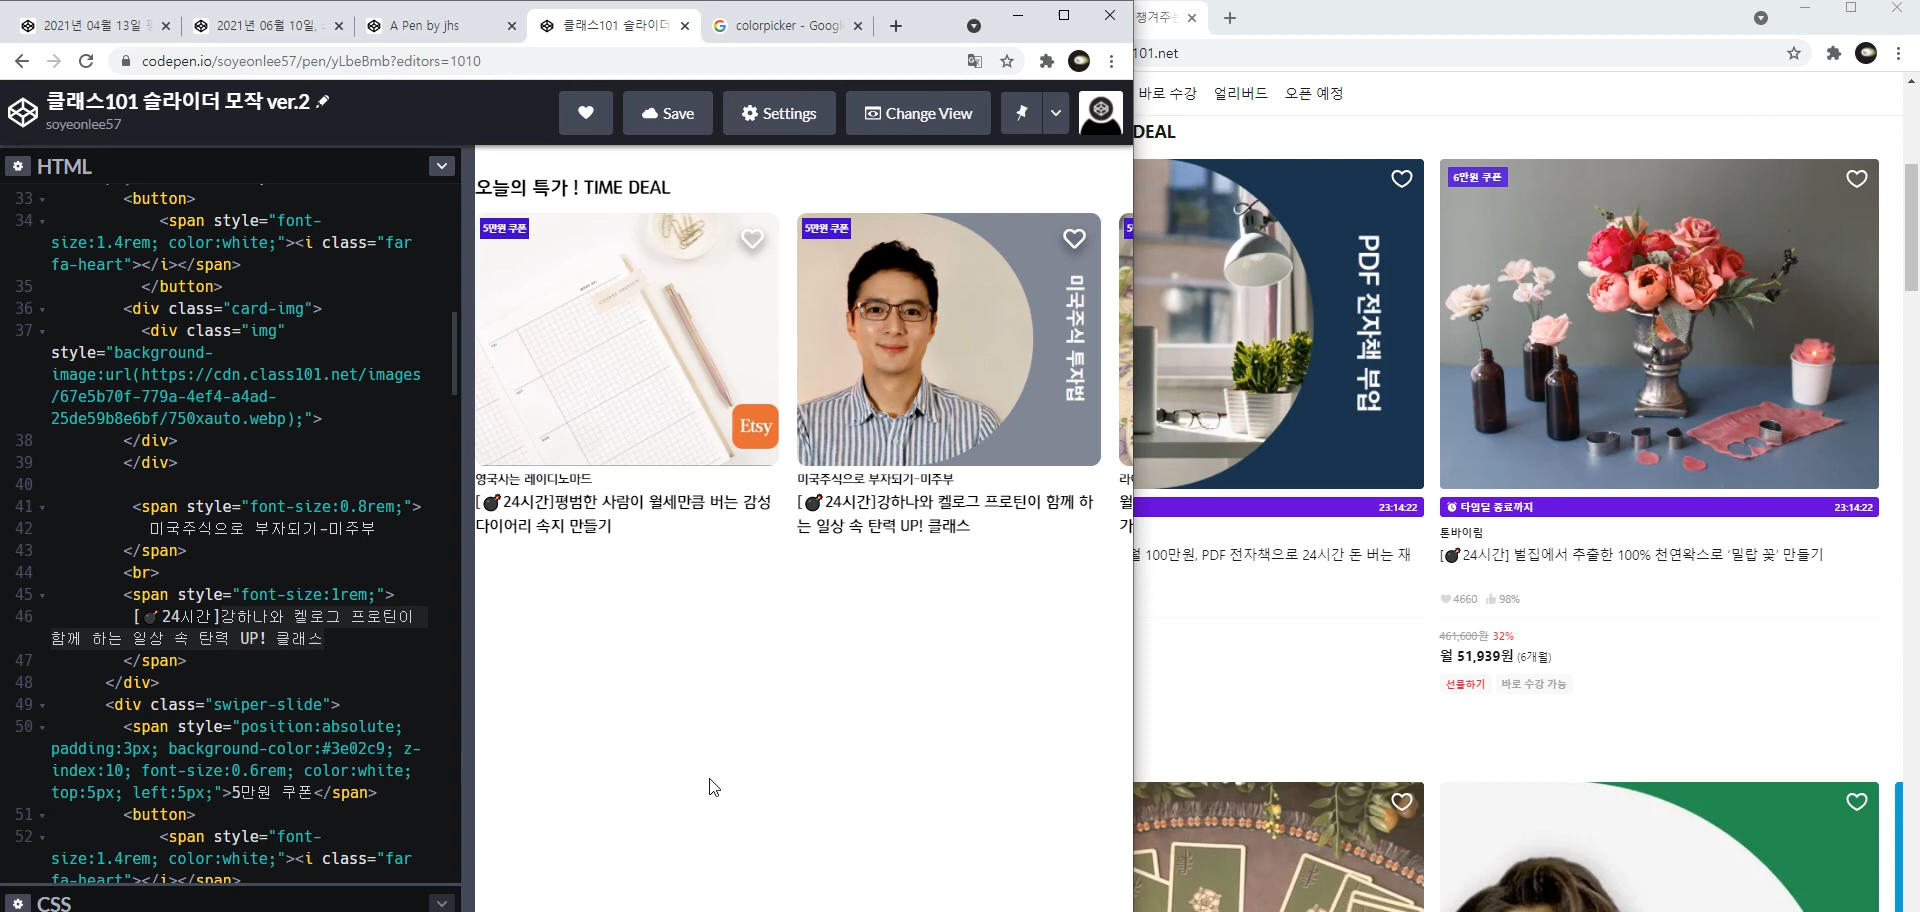 2021년 04월 13일
2021년 06월 10일,
A Pen by jhs
클래스101 슬라이더
colorpicker - Googl
codepen.io/soyeonlee57/pen/yLbeBmb?editors=1010
클래스101 슬라이더 모작 ver.2
soyeonlee57
Save
Settings
Change View
HTML
33 <button>
34 <span style="font-
size:1.4rem; color:white;"><i class="far
fa-heart"></i></span>
35 </button>
36 <div class="card-img">
37 <div class="img"
style="background-
image:url(https://cdn.class101.net/images
/67e5b70f-779a-4ef4-a4ad-
25de59b8e6bf/750xauto.webp);">
38 </div>
39 </div>
40
41 <span style="font-size:0.8rem;">
42 미국주식으로 부자되기-미주부
43 </span>
44 <br>
45 <span style="font-size:1rem;">
46 [💣24시간]강하나와 켈로그 프로틴이
함께 하는 일상 속 탄력 UP! 클래스
47 </span>
48 </div>
49 <div class="swiper-slide">
50 <span style="position:absolute;
padding:3px; background-color:#3e02c9; z-
index:10; font-size:0.6rem; color:white;
top:5px; left:5px;">5만원 쿠폰</span>
51 <button>
52 <span style="font-
size:1.4rem; color:white;"><i class="far
fa-heart"></i></span>
CSS
오늘의 특가 ! TIME DEAL
5만원 쿠폰
Etsy
영국사는 레이디노마드
[💣24시간]평범한 사람이 월세만큼 버는 감성
다이어리 속지 만들기
5만원 쿠폰
미국주식 투자법
미국주식으로 부자되기-미주부
[💣24시간]강하나와 켈로그 프로틴이 함께 하
는 일상 속 탄력 UP! 클래스
5
라
월
가
챙겨주
101.net
바로 수강 얼리버드 오픈 예정
DEAL
PDF 전자책 부업
23:14:22
월 100만원, PDF 전자책으로 24시간 돈 버는 재
6만원 쿠폰
타임딜 종료까지 23:14:22
톤바이림
[💣24시간] 벌집에서 추출한 100% 천연왁스로 '밀랍 꽃' 만들기
4660 98%
461,600원 32%
월 51,939원 (6개월)
선물하기 바로 수강 가능